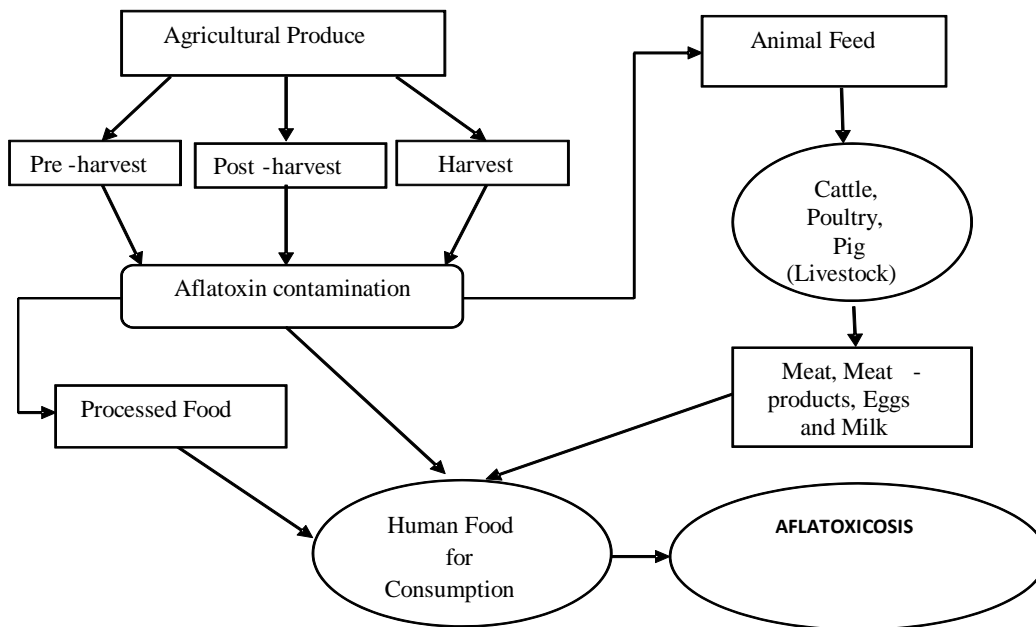 Agricultural Produce
Animal Feed
Pre -harvest
Post -harvest
Harvest
Cattle,
Poultry,
Pig
(Livestock)
Aflatoxin contamination
Meat, Meat -
products, Eggs
and Milk
Processed Food
Human Food
for
Consumption
AFLATOXICOSIS